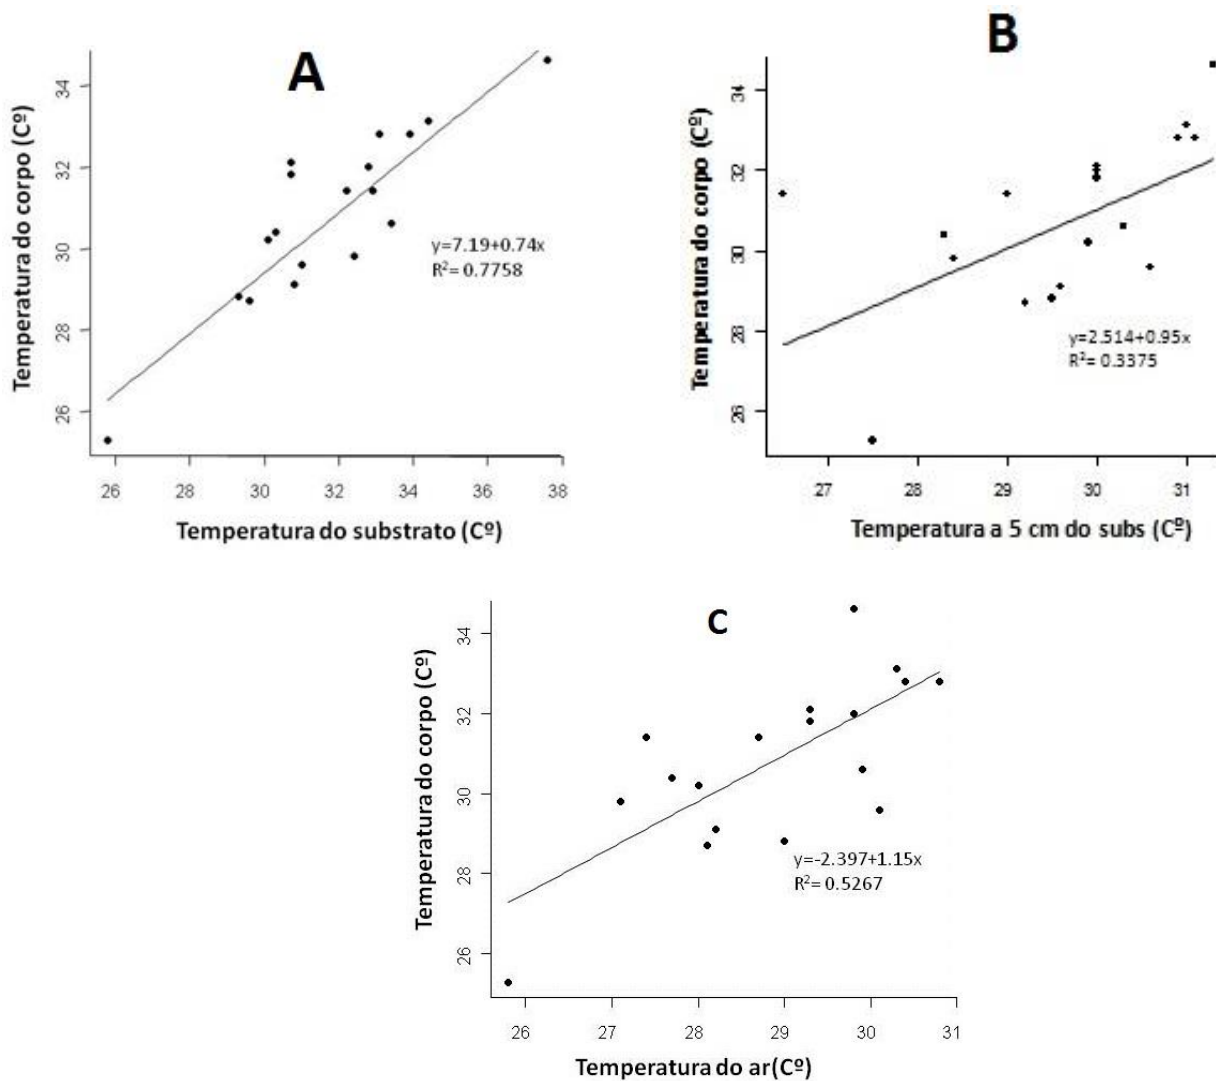 A
Temperatura do corpo (Cº)
34
32
30
28
26
y=7.19+0.74x
R²= 0.7758
26 30 32 34 36 38
Temperatura do substrato (Cº)
B
Temperatura do corpo (Cº)
34
32
30
28
26
y=2.514+0.95x
R²= 0.3375
27 28 29 30 31
Temperatura a 5 cm do subs (Cº)
C
Temperatura do corpo (Cº)
34
32
30
28
26
y=-2.397+1.15x
R²= 0.5267
26 27 28 29 30 31
Temperatura do ar(Cº)